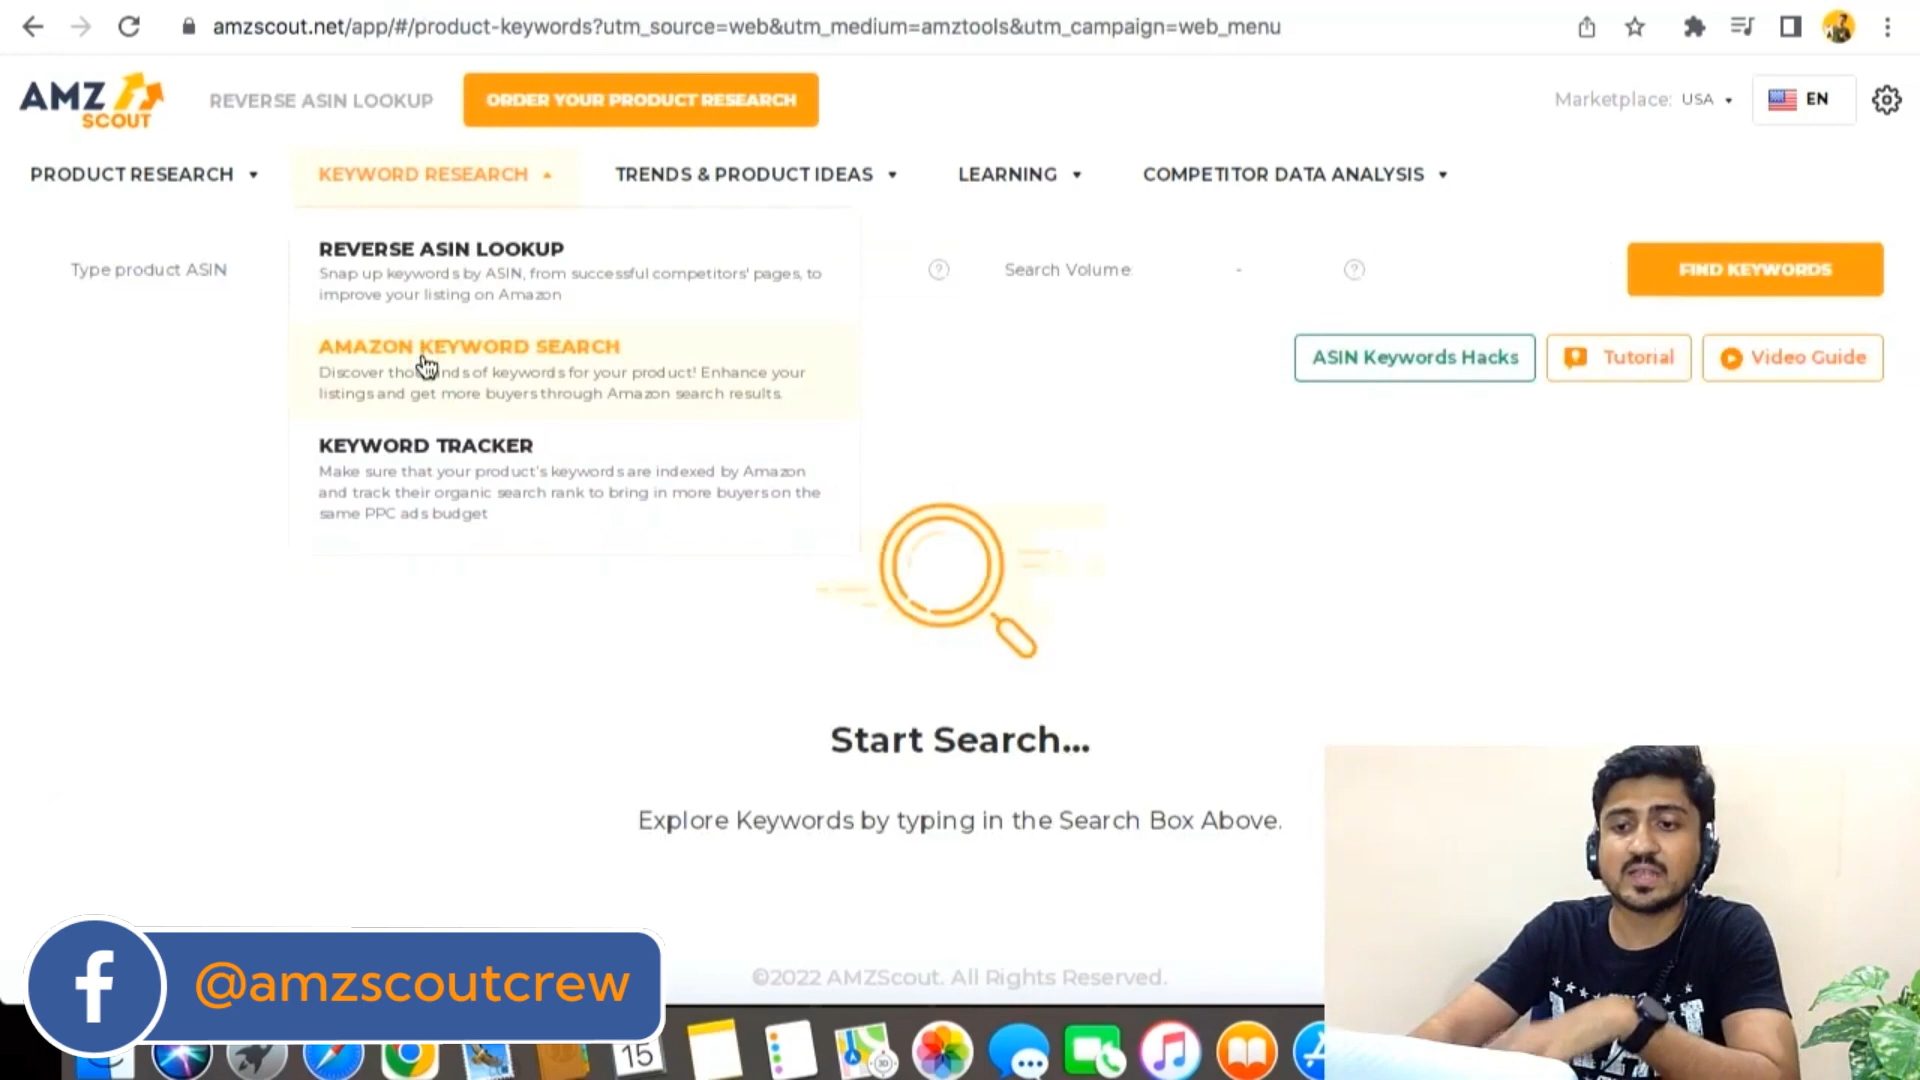 amzscout.net/app/#/product-keywords?utm_source=web&utm_medium=amztools&utm_campaign=web_menu
AMZ SCOUT
REVERSE ASIN LOOKUP
ORDER YOUR PRODUCT RESEARCH
Marketplace: USA
EN
PRODUCT RESEARCH
KEYWORD RESEARCH
TRENDS & PRODUCT IDEAS
LEARNING
COMPETITOR DATA ANALYSIS
REVERSE ASIN LOOKUP
Snap up keywords by ASIN, from successful competitors' pages, to
improve your listing on Amazon
Type product ASIN
?
Search Volume
-
?
FIND KEYWORDS
AMAZON KEYWORD SEARCH
Discover of keywords for your product! Enhance your
listings and get more buyers through Amazon search results.
ASIN Keywords Hacks
Tutorial
Video Guide
KEYWORD TRACKER
Make sure that your product's keywords are indexed by Amazon
and track their organic search rank to bring in more buyers on the
same PPC ads budget
Start Search...
Explore Keywords by typing in the Search Box Above.
©2022 AMZScout. All Rights Reserved.
f
@amzscoutcrew
15
3D